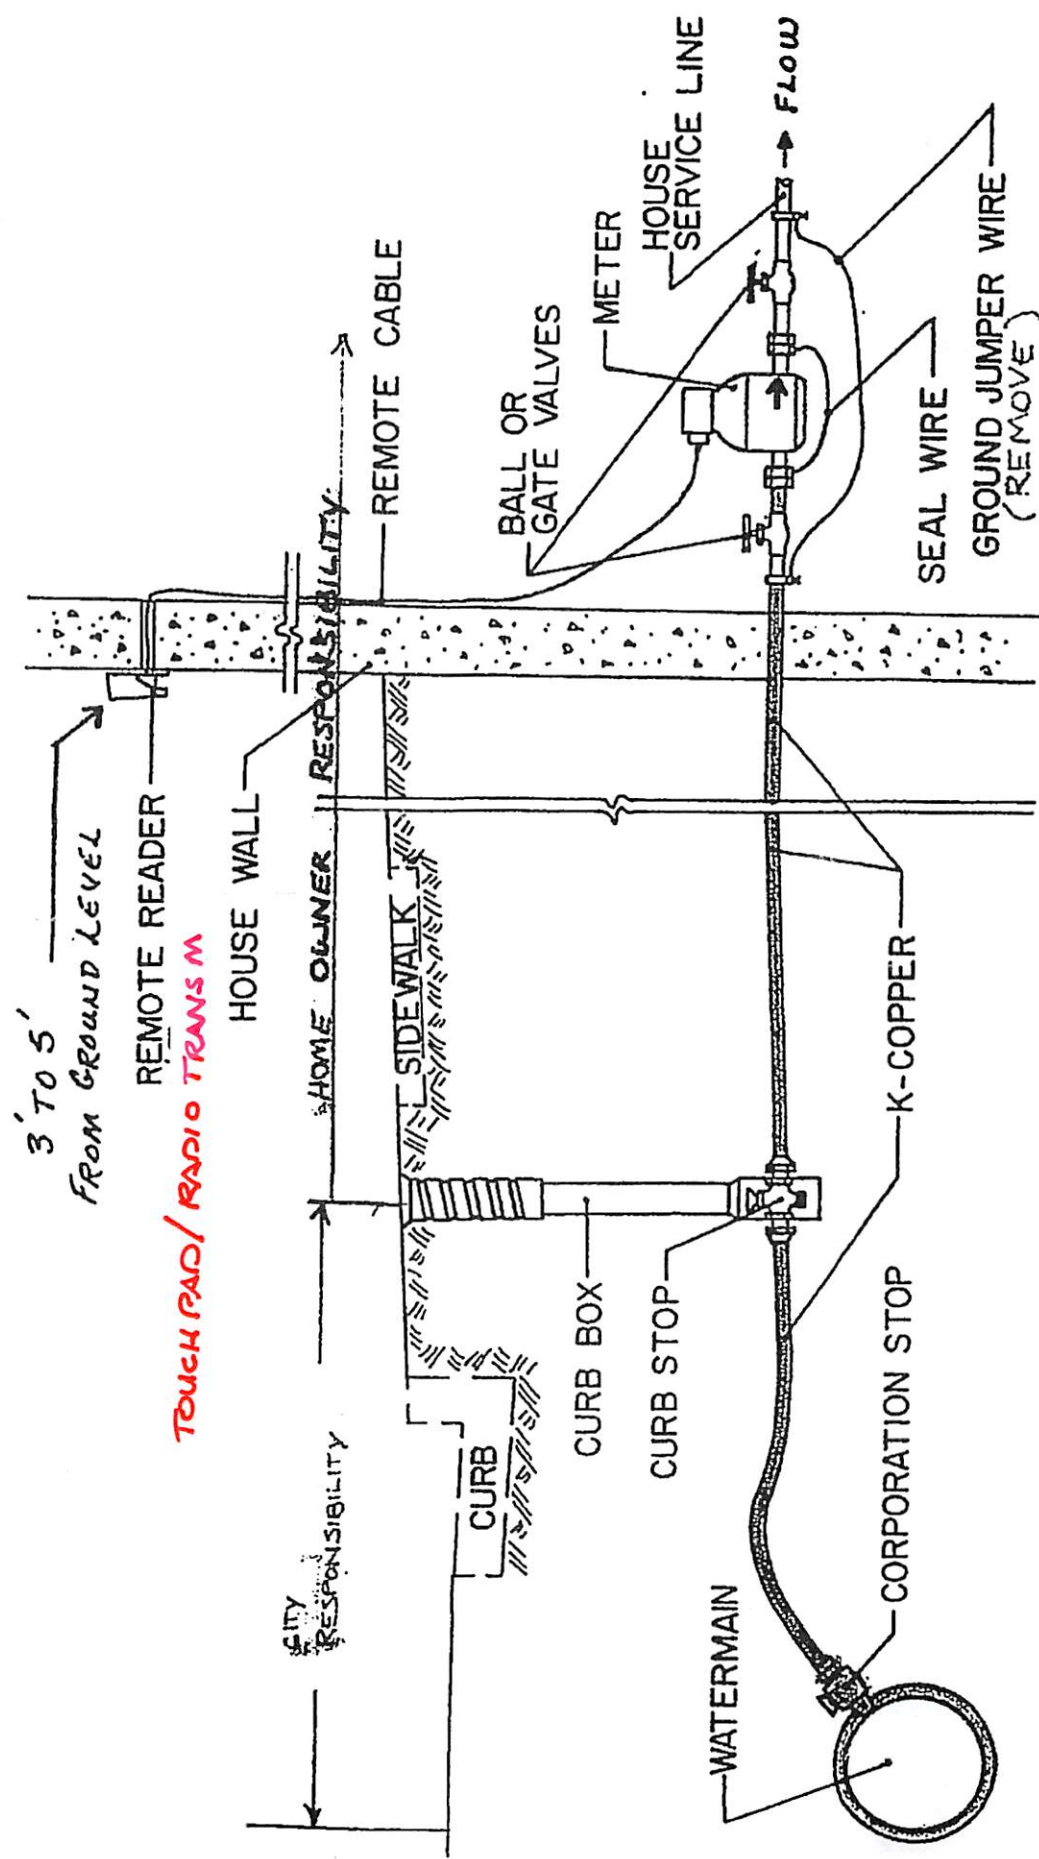 3' TO 5'
FROM GROUND LEVEL
REMOTE READER
TOUCH PAD/ RADIO TRANSM
HOUSE WALL
CITY
RESPONSIBILITY
HOME OWNER RESPONSIBILITY
REMOTE CABLE
CURB
SIDEWALK
BALL OR
GATE VALVES
METER
HOUSE
SERVICE LINE
FLOW
CURB BOX
CURB STOP
WATERMAIN
CORPORATION STOP
K-COPPER
SEAL WIRE
GROUND JUMPER WIRE
(REMOVE)